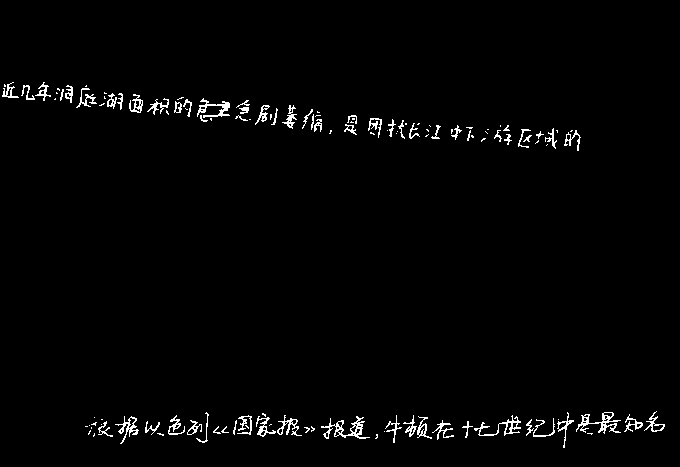 近几年洞庭湖面积的急剧萎缩，是困扰长江中下游区域的
根据以色列《国家报》报道，牛顿在十七世纪中是最知名